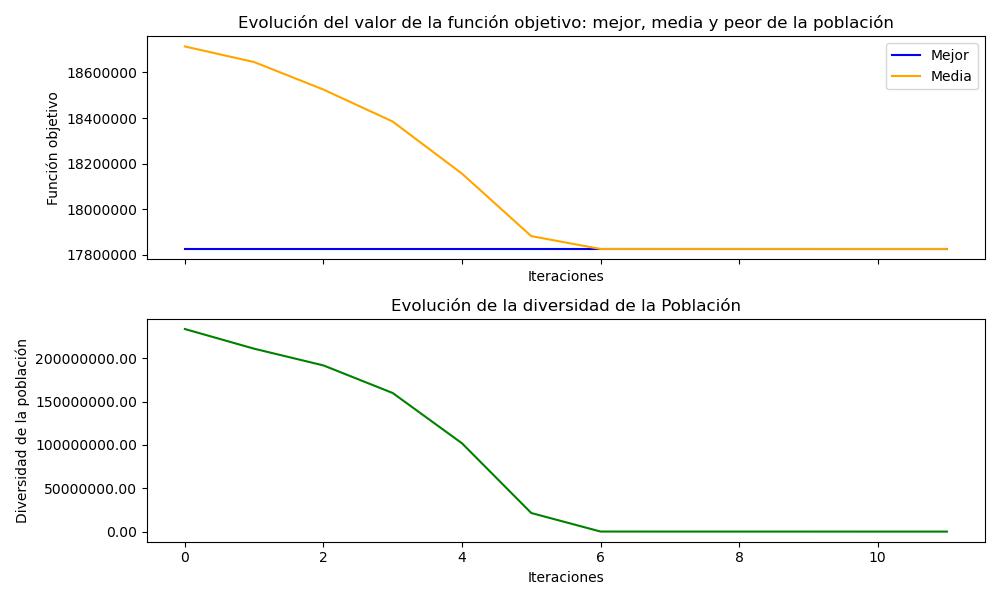 Evolución del valor de la función objetivo: mejor, media y peor de la población
Función objetivo
18600000
18400000
18200000
18000000
17800000
Mejor
Media
Iteraciones
Evolución de la diversidad de la Población
Diversidad de la población
200000000.00
150000000.00
100000000.00
50000000.00
0.00
0 2 4 6 8 10
Iteraciones